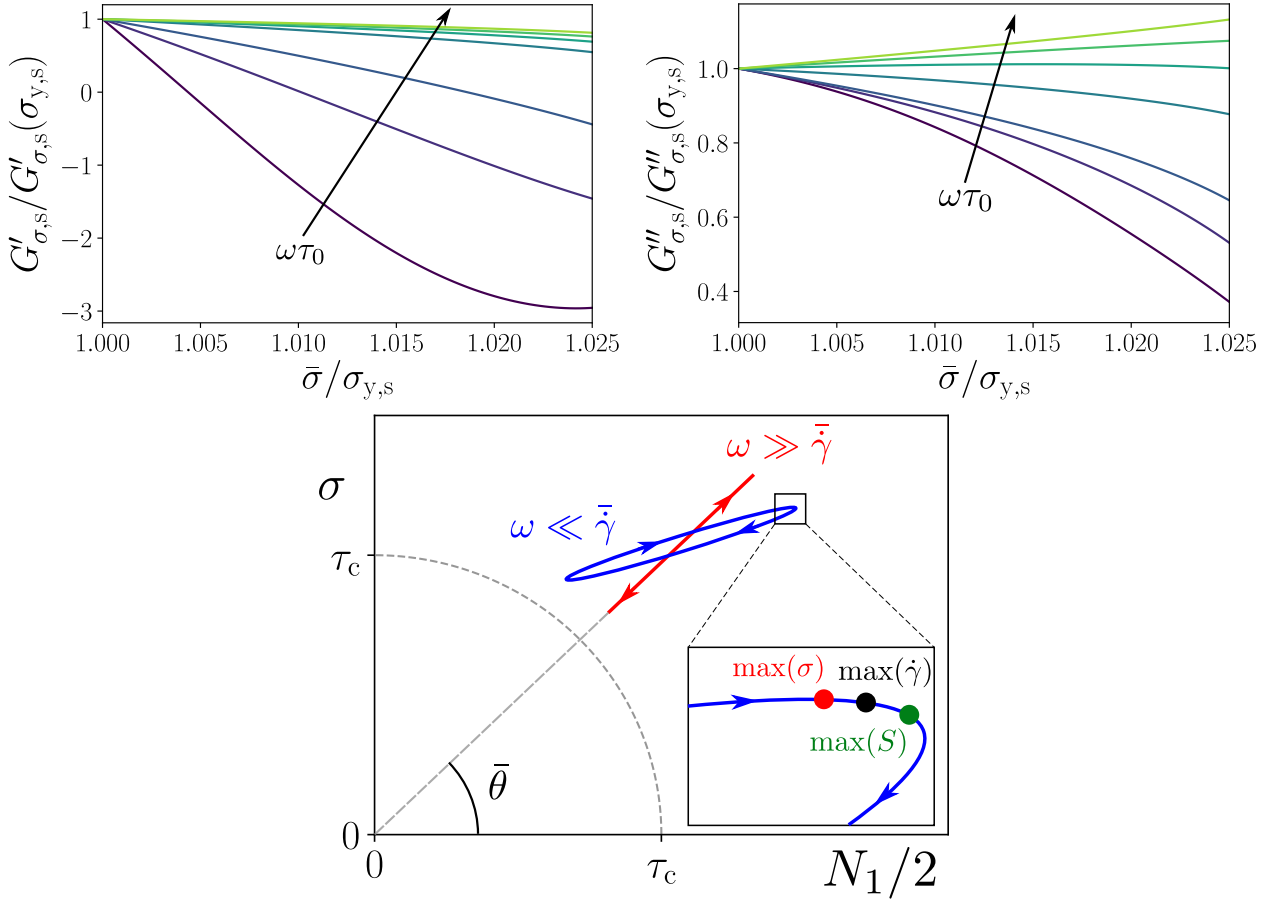 G′σ,s/G′σ,s(σy,s)
1
0
−1
−2
−3
ωτ0
1.000 1.005 1.010 1.015 1.020 1.025
σ̄/σy,s
G″σ,s/G″σ,s(σy,s)
1.0
0.8
0.6
0.4
ωτ0
1.000 1.005 1.010 1.015 1.020 1.025
σ̄/σy,s
σ
ω ≫ γ̇̄
ω ≪ γ̇̄
τc
max(σ) max(γ̇)
max(S)
θ̄
0
0 τc N1/2